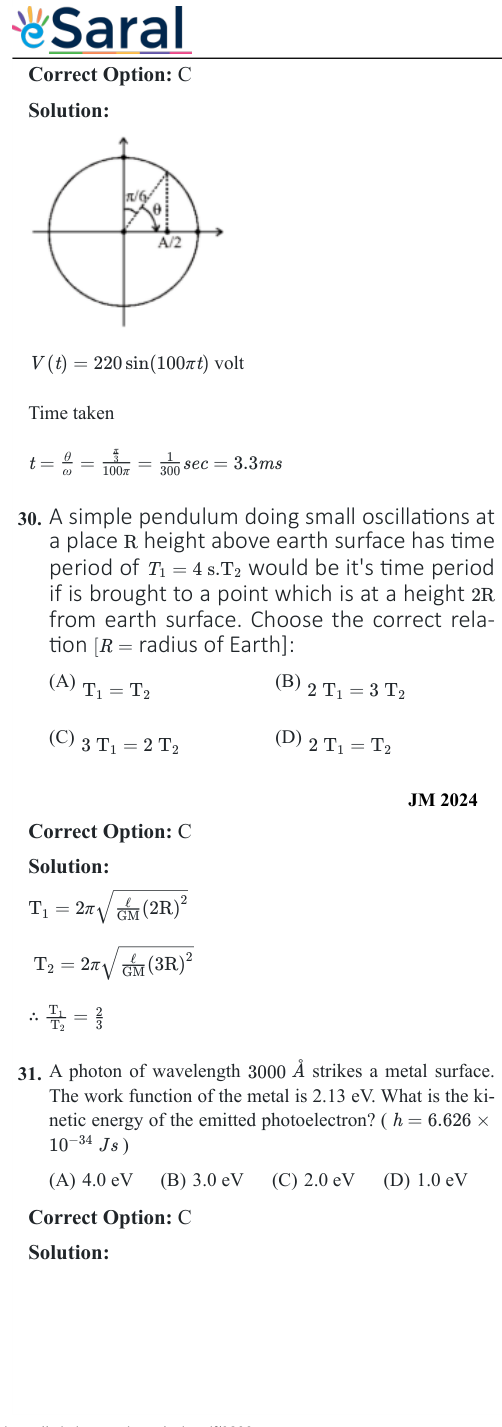 eSaral
Correct Option: C
Solution:
π/6
θ
A/2
V(t) = 220 sin(100πt) volt
Time taken
t = θ/ω = (π/3)/(100π) = 1/300 sec = 3.3ms
30. A simple pendulum doing small oscillations at
a place R height above earth surface has time
period of T₁ = 4 s.T₂ would be it's time period
if is brought to a point which is at a height 2R
from earth surface. Choose the correct rela-
tion [R = radius of Earth]:
(A) T₁ = T₂ (B) 2 T₁ = 3 T₂
(C) 3 T₁ = 2 T₂ (D) 2 T₁ = T₂
JM 2024
Correct Option: C
Solution:
T₁ = 2π√(ℓ/GM (2R)²)
T₂ = 2π√(ℓ/GM (3R)²)
∴ T₁/T₂ = 2/3
31. A photon of wavelength 3000 Å strikes a metal surface.
The work function of the metal is 2.13 eV. What is the ki-
netic energy of the emitted photoelectron? ( h = 6.626 ×
10⁻³⁴ Js )
(A) 4.0 eV (B) 3.0 eV (C) 2.0 eV (D) 1.0 eV
Correct Option: C
Solution: